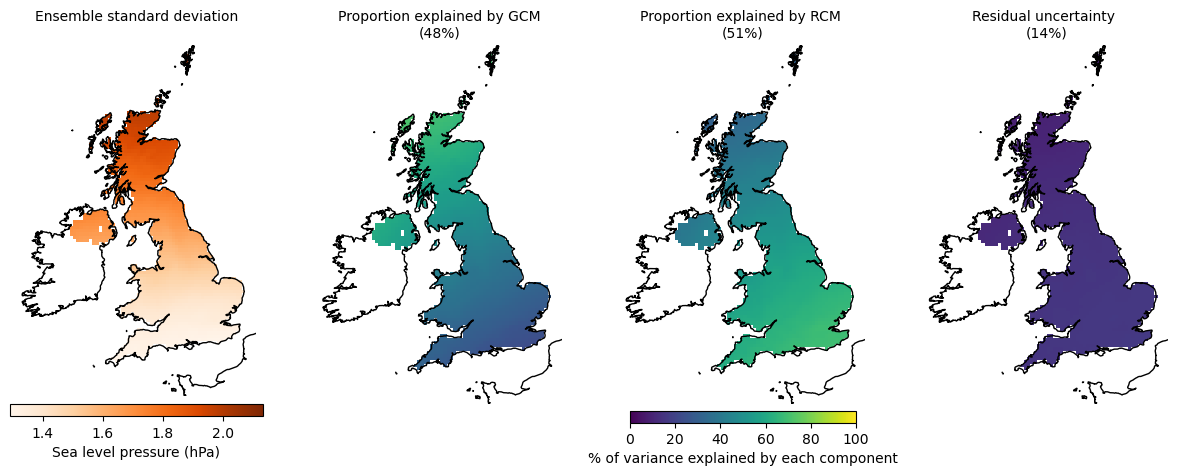 Ensemble standard deviation
Proportion explained by GCM
(48%)
Proportion explained by RCM
(51%)
Residual uncertainty
(14%)
1.4 1.6 1.8 2.0
Sea level pressure (hPa)
0 20 40 60 80 100
% of variance explained by each component